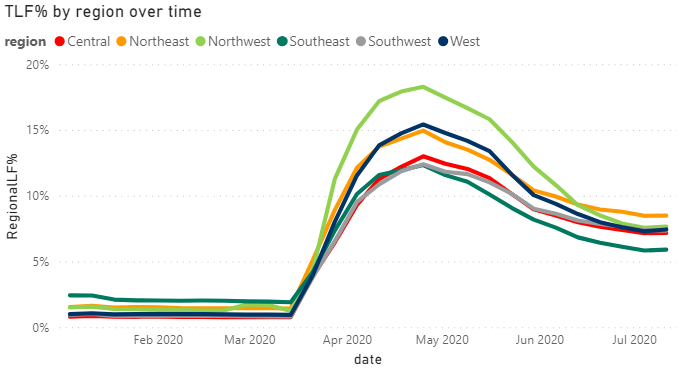 TLF% by region over time
region Central Northeast Northwest Southeast Southwest West
20%
15%
10%
5%
0%
RegionalLF%
Feb 2020 Mar 2020 Apr 2020 May 2020 Jun 2020 Jul 2020
date